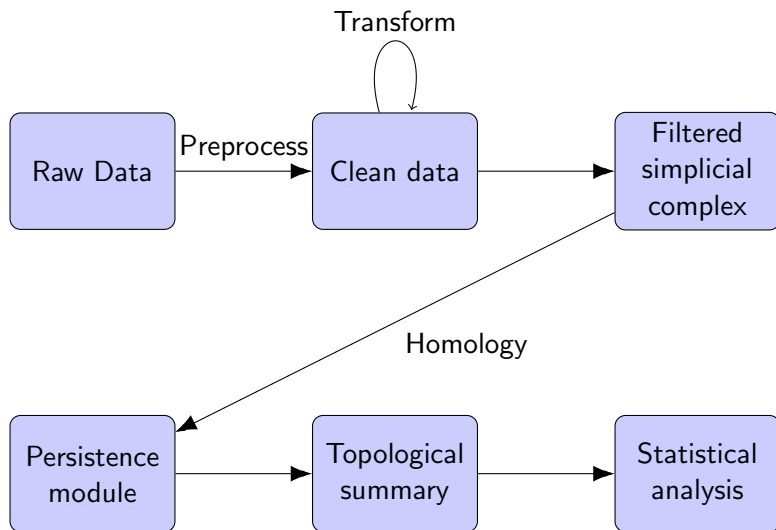 Transform
Raw Data
Preprocess
Clean data
Filtered
simplicial
complex
Homology
Persistence
module
Topological
summary
Statistical
analysis